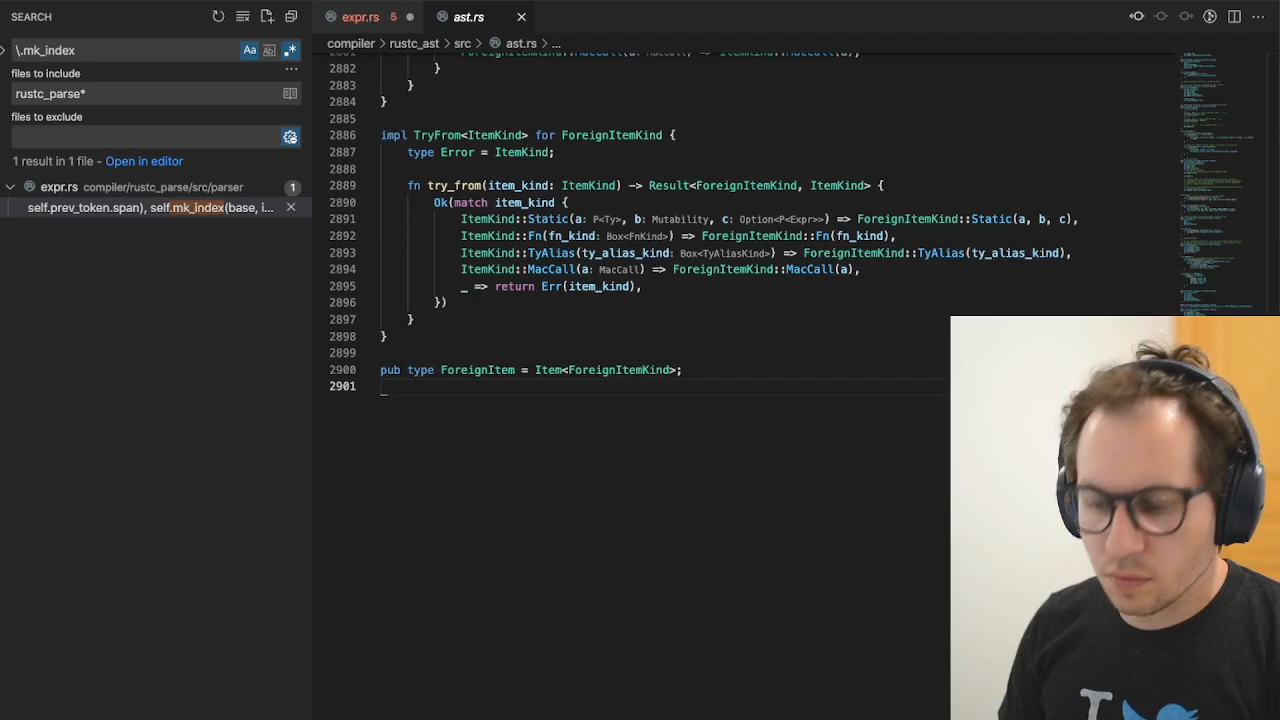 SEARCH
\.mk_index
Aa
files to include
rustc_parse*
files to exclude
1 result in 1 file - Open in editor
expr.rs compiler/rustc_parse/src/parser 1
self.prev_token.span), self.mk_index(base, i...
expr.rs 5
ast.rs
compiler > rustc_ast > src > ast.rs > ...
2882 }
2883 }
2884 }
2885
2886 impl TryFrom<ItemKind> for ForeignItemKind {
2887 type Error = ItemKind;
2888
2889 fn try_from(item_kind: ItemKind) -> Result<ForeignItemKind, ItemKind> {
2890 Ok(match item_kind {
2891 ItemKind::Static(a: P<Ty>, b: Mutability, c: Option<P<Expr>>) => ForeignItemKind::Static(a, b, c),
2892 ItemKind::Fn(fn_kind: Box<FnKind>) => ForeignItemKind::Fn(fn_kind),
2893 ItemKind::TyAlias(ty_alias_kind: Box<TyAliasKind>) => ForeignItemKind::TyAlias(ty_alias_kind),
2894 ItemKind::MacCall(a: MacCall) => ForeignItemKind::MacCall(a),
2895 _ => return Err(item_kind),
2896 })
2897 }
2898 }
2899
2900 pub type ForeignItem = Item<ForeignItemKind>;
2901
I